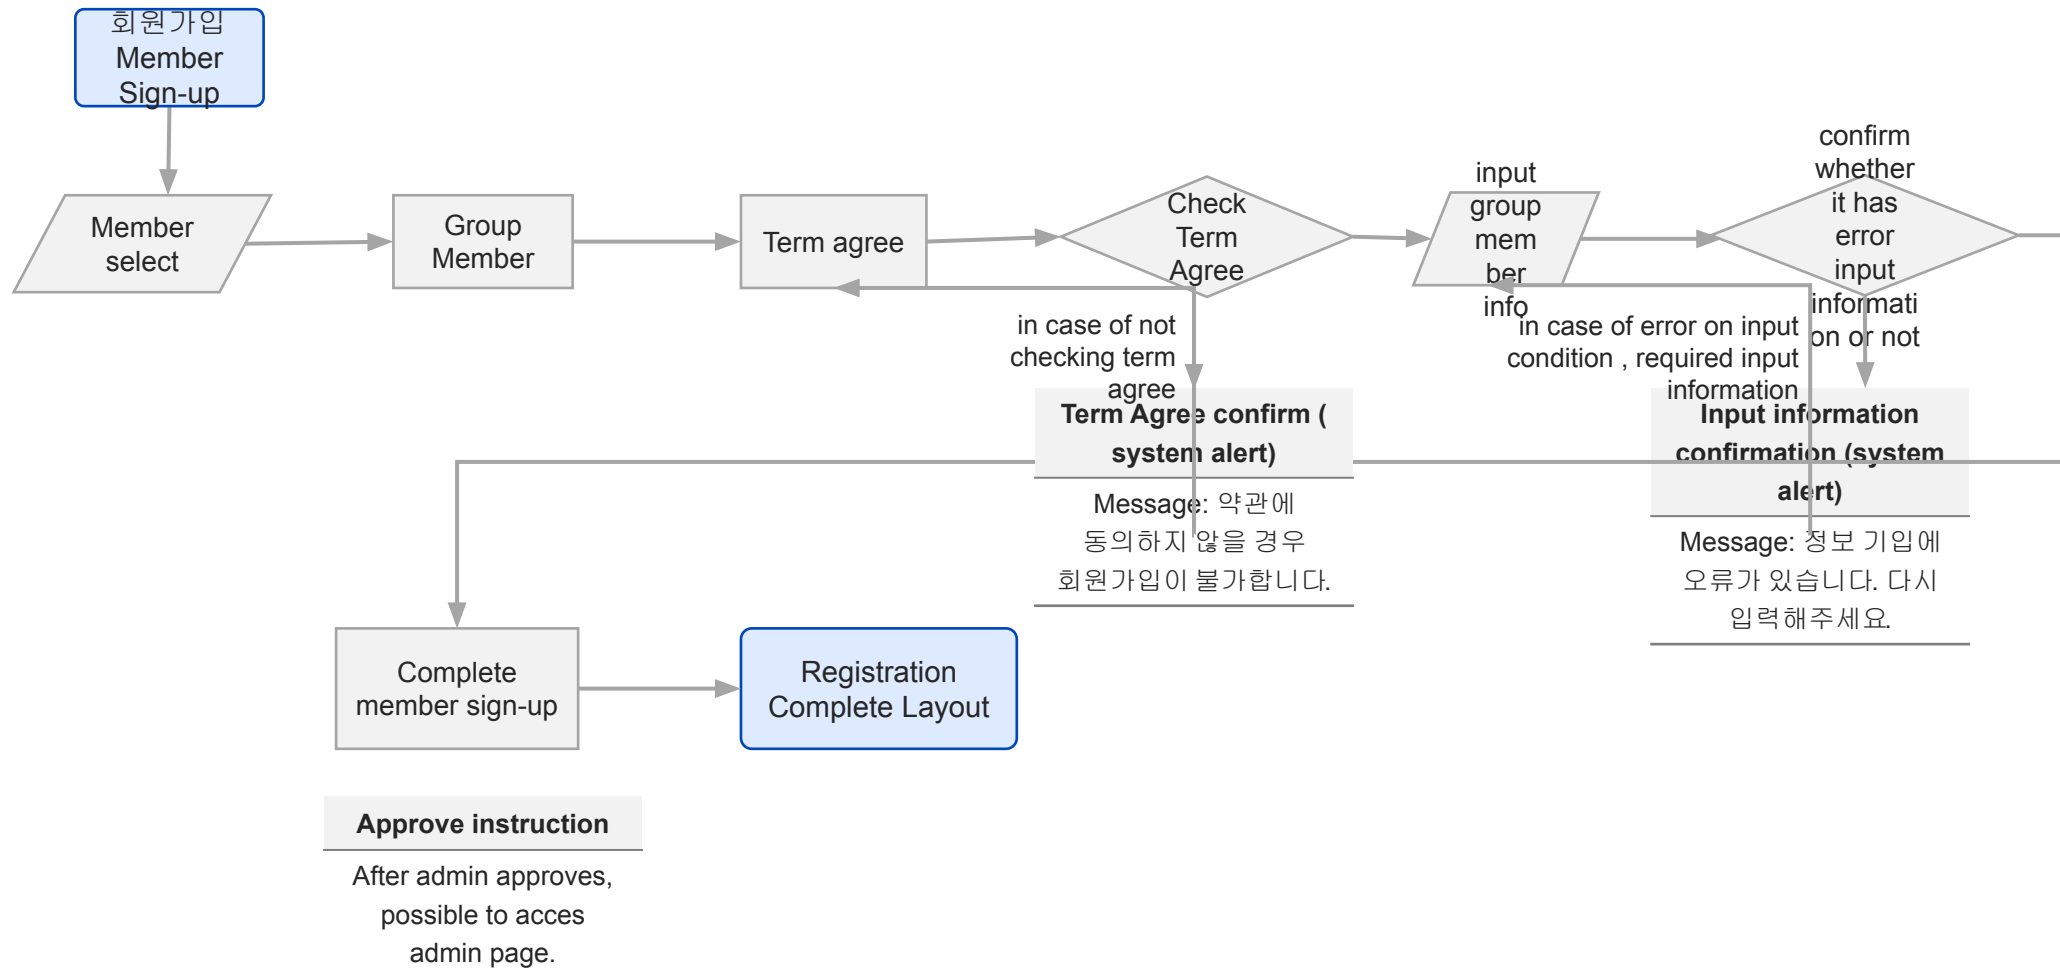 회원가입
Member
Sign-up
Member
select
Group
Member
Term agree
Check
Term
Agree
input
group
mem
ber
info
confirm
whether
it has
error
input
informati
on or not
in case of not
checking term
agree
in case of error on input
condition , required input
information
Term Agree confirm (
system alert)
Message: 약관에
동의하지 않을 경우
회원가입이 불가합니다.
Input information
confirmation (system
alert)
Message: 정보 기입에
오류가 있습니다. 다시
입력해주세요.
Complete
member sign-up
Registration
Complete Layout
Approve instruction
After admin approves,
possible to acces
admin page.